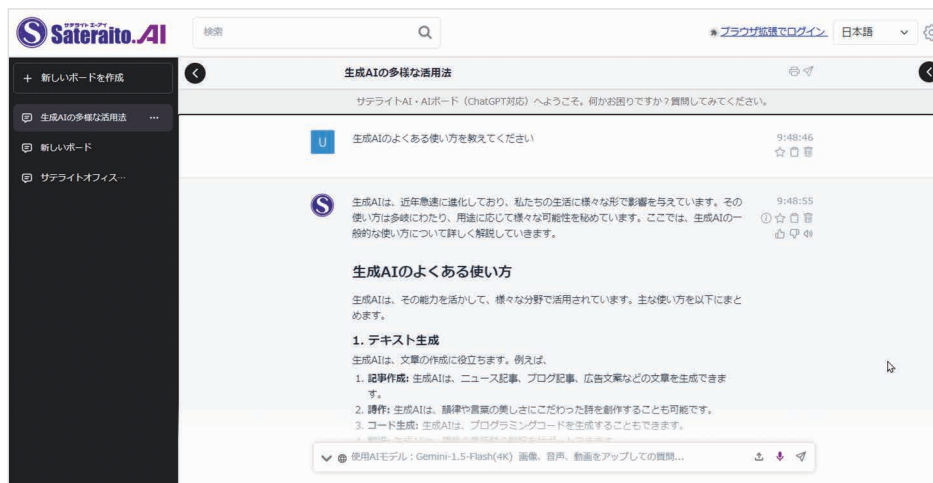 サテライト エーアイ
S Sateraito.AI
検索
ブラウザ拡張でログイン
日本語
+ 新しいボードを作成
生成AIの多様な活用法 …
新しいボード
サテライトオフィス…
生成AIの多様な活用法
サテライトAI・AIボード（ChatGPT対応）へようこそ。何かお困りですか？質問してみてください。
U
生成AIのよくある使い方を教えてください
9:48:46
S
生成AIは、近年急速に進化しており、私たちの生活に様々な形で影響を与えています。その
使い方は多岐にわたり、用途に応じて様々な可能性を秘めています。ここでは、生成AIの一
般的な使い方について詳しく解説していきます。
9:48:55
生成AIのよくある使い方
生成AIは、その能力を活かして、様々な分野で活用されています。主な使い方を以下にまと
めます。
1. テキスト生成
生成AIは、文章の作成に役立ちます。例えば、
1. 記事作成: 生成AIは、ニュース記事、ブログ記事、広告文案などの文章を生成できま
す。
2. 詩作: 生成AIは、韻律や言葉の美しさにこだわった詩を創作することも可能です。
3. コード生成: 生成AIは、プログラミングコードを生成することもできます。
使用AIモデル：Gemini-1.5-Flash(4K) 画像、音声、動画をアップしての質問...